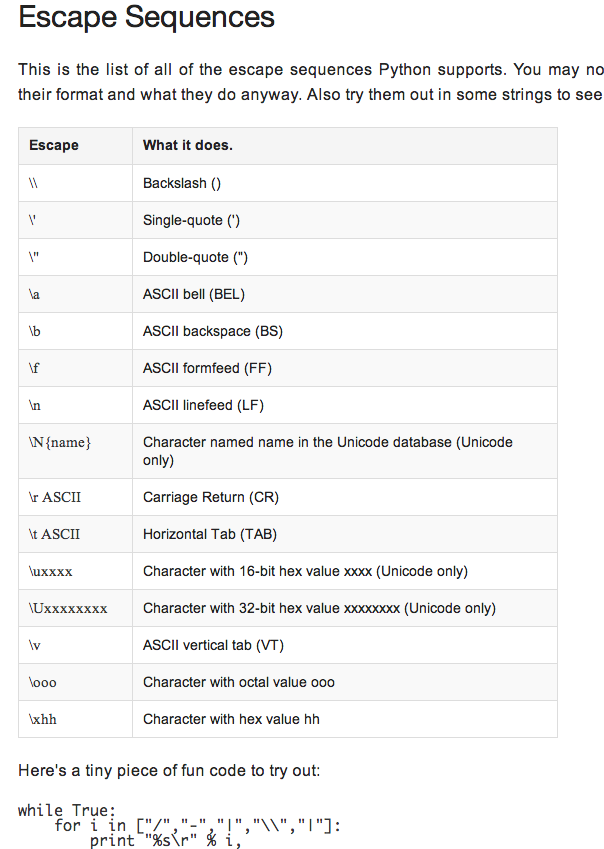 Escape Sequences
This is the list of all of the escape sequences Python supports. You may no
their format and what they do anyway. Also try them out in some strings to see
Escape What it does.
\\ Backslash ()
\' Single-quote (')
\" Double-quote (")
\a ASCII bell (BEL)
\b ASCII backspace (BS)
\f ASCII formfeed (FF)
\n ASCII linefeed (LF)
\N{name} Character named name in the Unicode database (Unicode
only)
\r ASCII Carriage Return (CR)
\t ASCII Horizontal Tab (TAB)
\uxxxx Character with 16-bit hex value xxxx (Unicode only)
\Uxxxxxxxx Character with 32-bit hex value xxxxxxxx (Unicode only)
\v ASCII vertical tab (VT)
\ooo Character with octal value ooo
\xhh Character with hex value hh
Here's a tiny piece of fun code to try out:
while True:
    for i in ["/","-","|","\\","|"]:
        print "%s\r" % i,